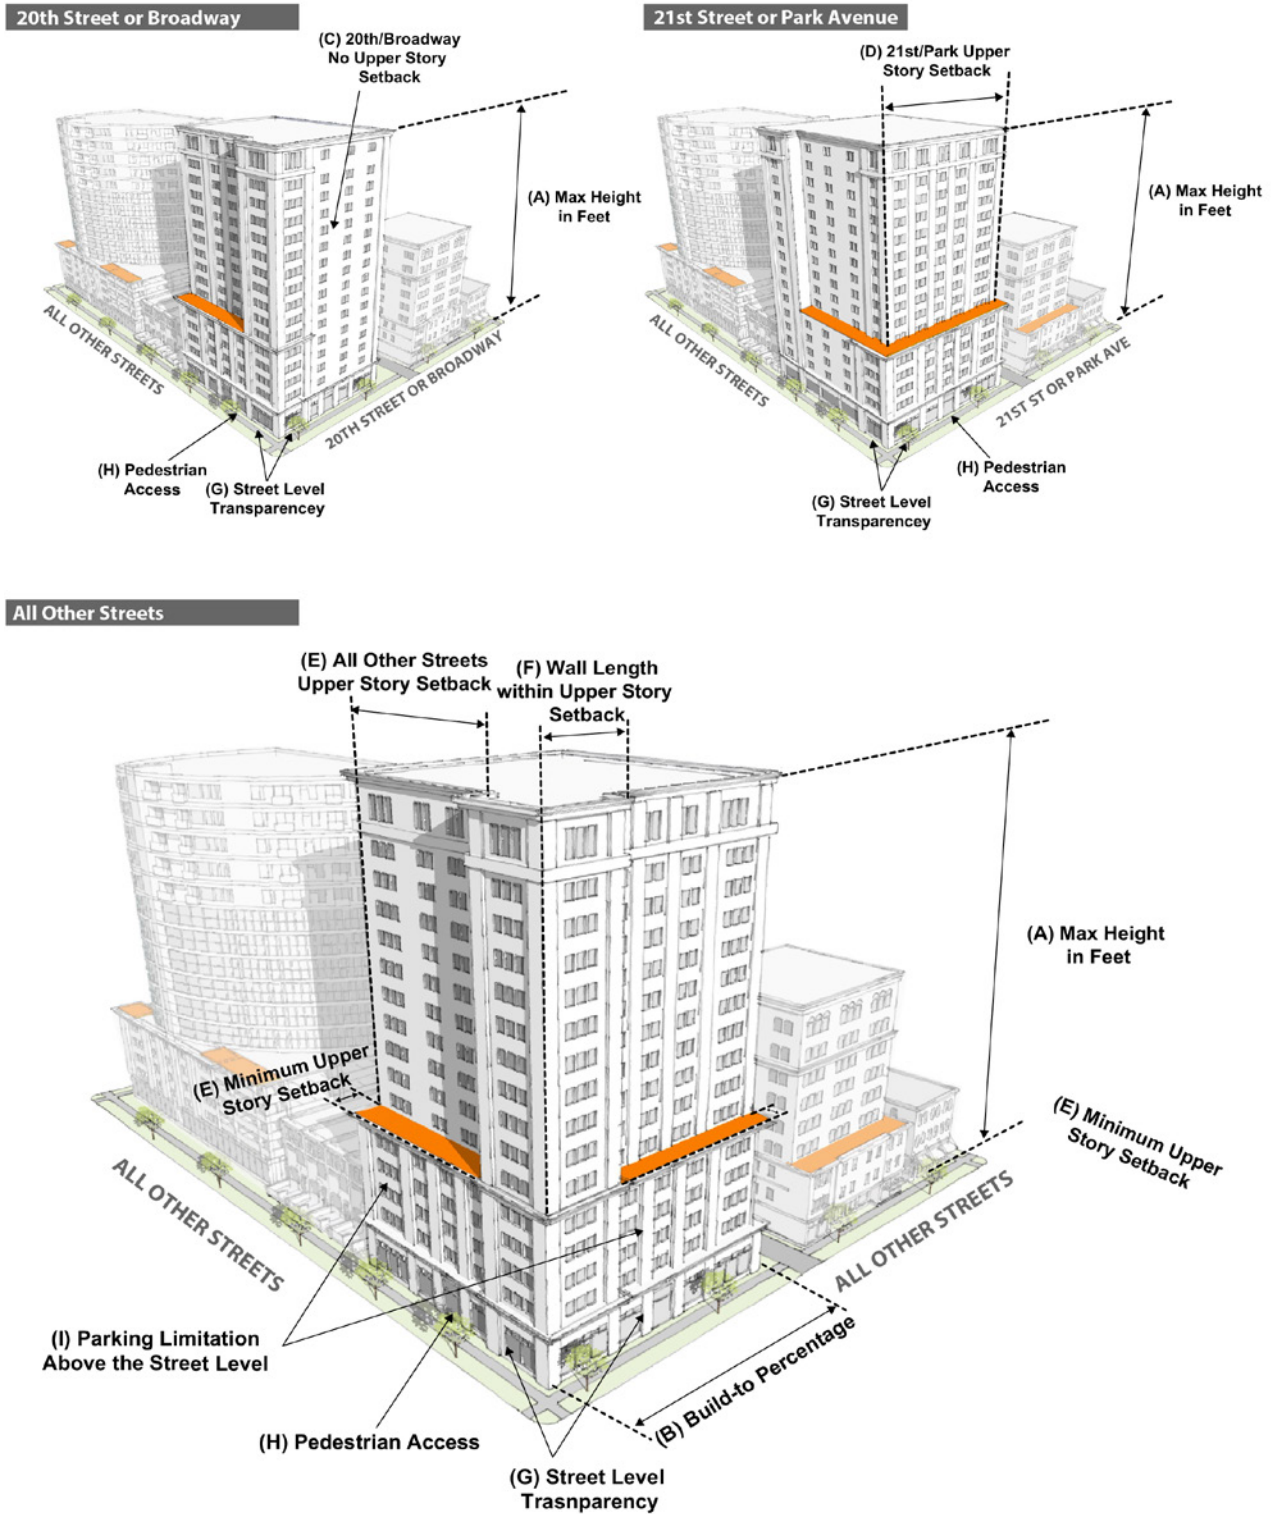 20th Street or Broadway
(C) 20th/Broadway
No Upper Story
Setback
(A) Max Height
in Feet
ALL OTHER STREETS
20TH STREET OR BROADWAY
(H) Pedestrian
Access
(G) Street Level
Transparencey
21st Street or Park Avenue
(D) 21st/Park Upper
Story Setback
(A) Max Height
in Feet
ALL OTHER STREETS
21ST ST OR PARK AVE
(H) Pedestrian
Access
(G) Street Level
Transparencey
All Other Streets
(E) All Other Streets
Upper Story Setback
(F) Wall Length
within Upper Story
Setback
(A) Max Height
in Feet
(E) Minimum Upper
Story Setback
(E) Minimum Upper
Story Setback
ALL OTHER STREETS
ALL OTHER STREETS
(I) Parking Limitation
Above the Street Level
(B) Build-to Percentage
(H) Pedestrian Access
(G) Street Level
Trasnparency